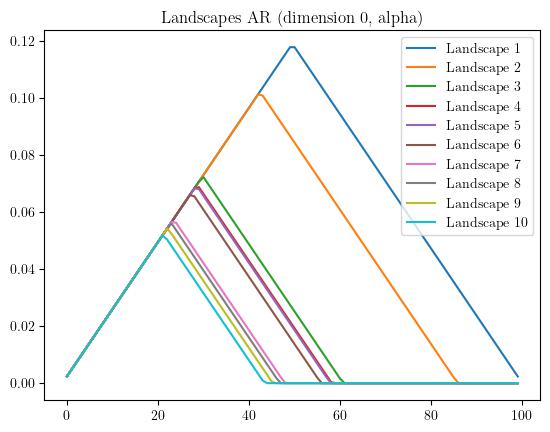 Landscapes AR (dimension 0, alpha)
0.12
0.10
0.08
0.06
0.04
0.02
0.00
0 20 40 60 80 100
Landscape 1
Landscape 2
Landscape 3
Landscape 4
Landscape 5
Landscape 6
Landscape 7
Landscape 8
Landscape 9
Landscape 10